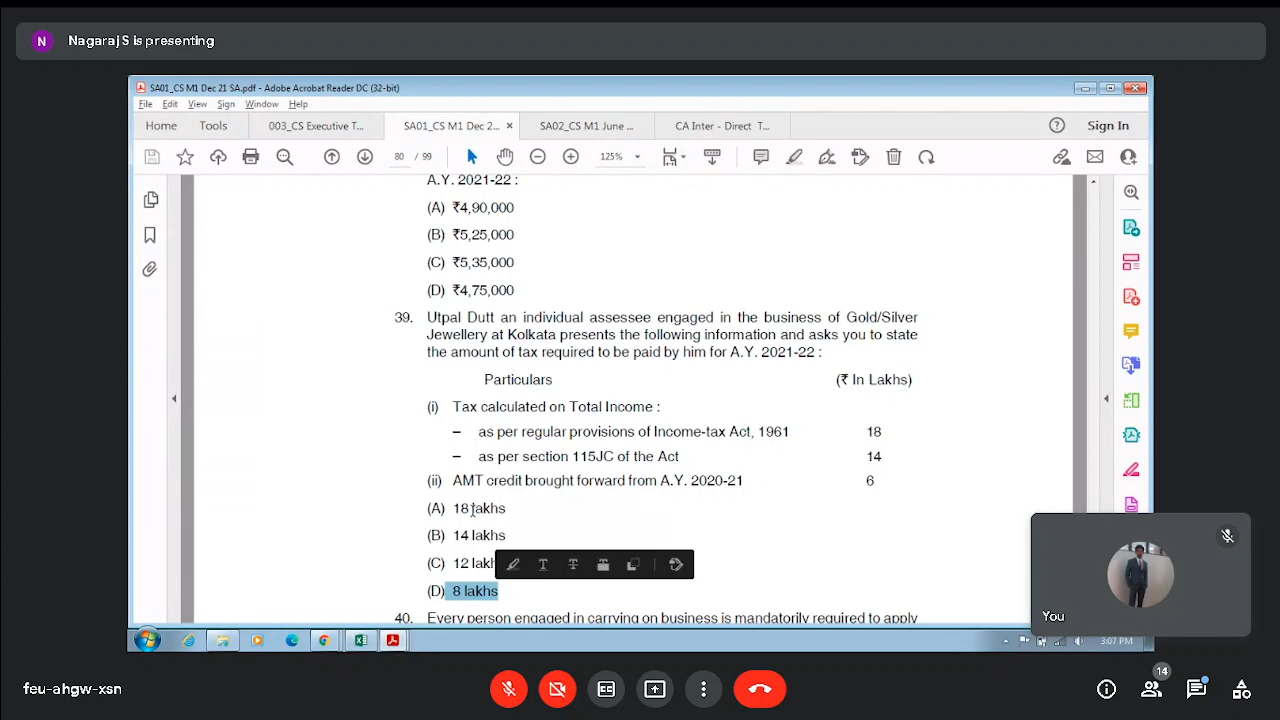 N Nagaraj S is presenting
SA01_CS M1 Dec 21 SA.pdf - Adobe Acrobat Reader DC (32-bit)
File Edit View Sign Window Help
Home Tools 003_CS Executive T... SA01_CS M1 Dec 2... × SA02_CS M1 June ... CA Inter - Direct T... ? Sign In
80 / 99 125%
A.Y. 2021-22 :
(A) ₹4,90,000
(B) ₹5,25,000
(C) ₹5,35,000
(D) ₹4,75,000
39. Utpal Dutt an individual assessee engaged in the business of Gold/Silver
Jewellery at Kolkata presents the following information and asks you to state
the amount of tax required to be paid by him for A.Y. 2021-22 :
Particulars (₹ In Lakhs)
(i) Tax calculated on Total Income :
– as per regular provisions of Income-tax Act, 1961 18
– as per section 115JC of the Act 14
(ii) AMT credit brought forward from A.Y. 2020-21 6
(A) 18 lakhs
(B) 14 lakhs
(C) 12 lakh
(D) 8 lakhs
40. Every person engaged in carrying on business is mandatorily required to apply
You
3:07 PM
feu-ahgw-xsn
14